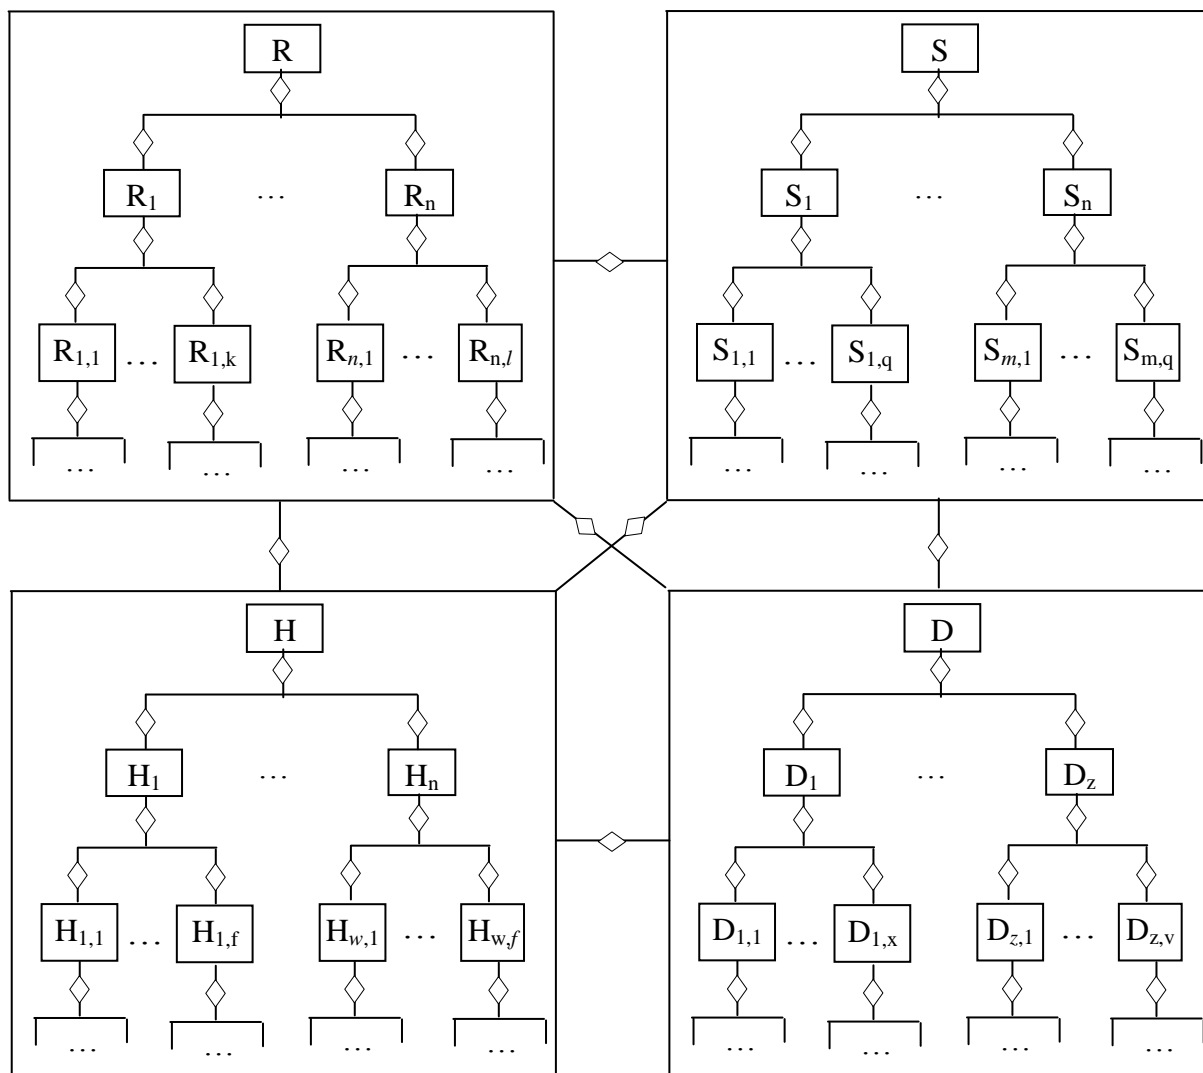 R
R1 … Rn
R1,1 … R1,k Rn,1 … Rn,l
… … … …
S
S1 … Sn
S1,1 … S1,q Sm,1 … Sm,q
… … … …
H
H1 … Hn
H1,1 … H1,f Hw,1 … Hw,f
… … … …
D
D1 … Dz
D1,1 … D1,x Dz,1 … Dz,v
… … … …